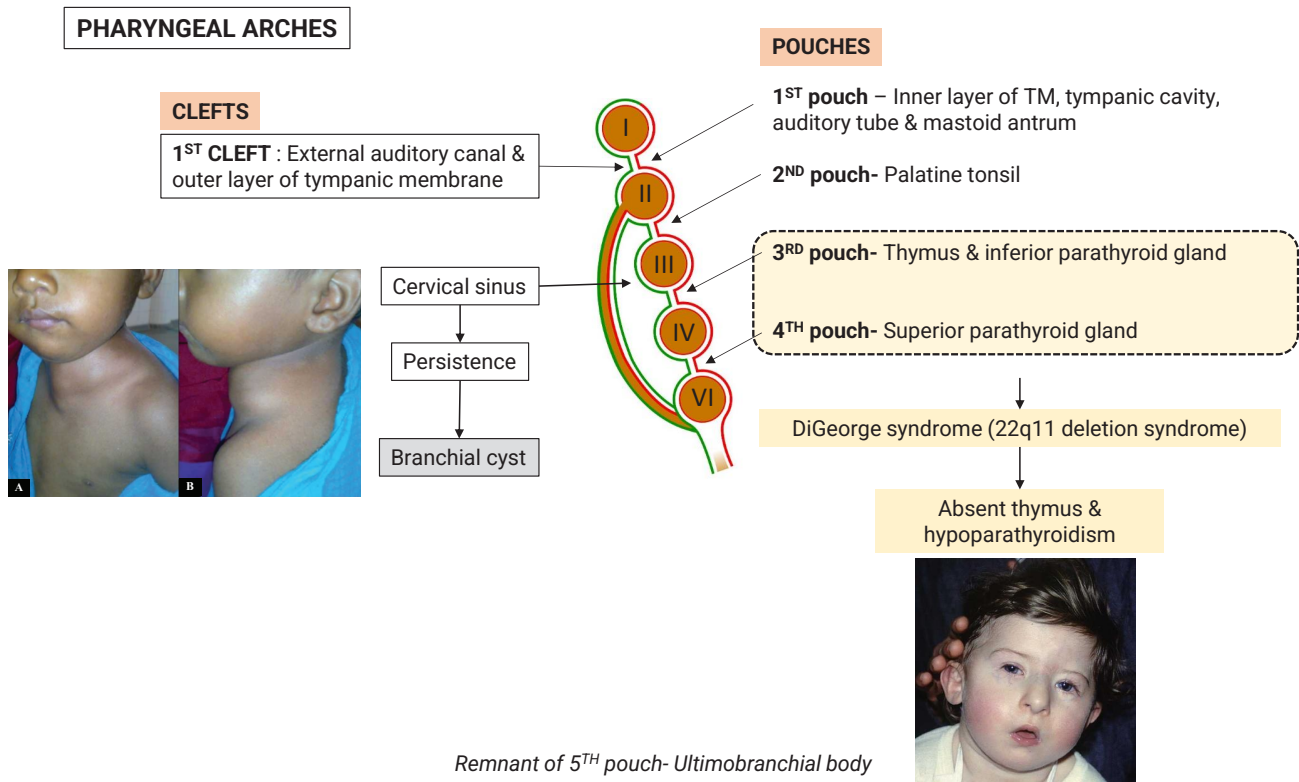 PHARYNGEAL ARCHES
CLEFTS
1ST CLEFT : External auditory canal &
outer layer of tympanic membrane
Cervical sinus
Persistence
Branchial cyst
A
B
I
II
III
IV
VI
POUCHES
1ST pouch – Inner layer of TM, tympanic cavity,
auditory tube & mastoid antrum
2ND pouch- Palatine tonsil
3RD pouch- Thymus & inferior parathyroid gland
4TH pouch- Superior parathyroid gland
DiGeorge syndrome (22q11 deletion syndrome)
Absent thymus &
hypoparathyroidism
Remnant of 5TH pouch- Ultimobranchial body